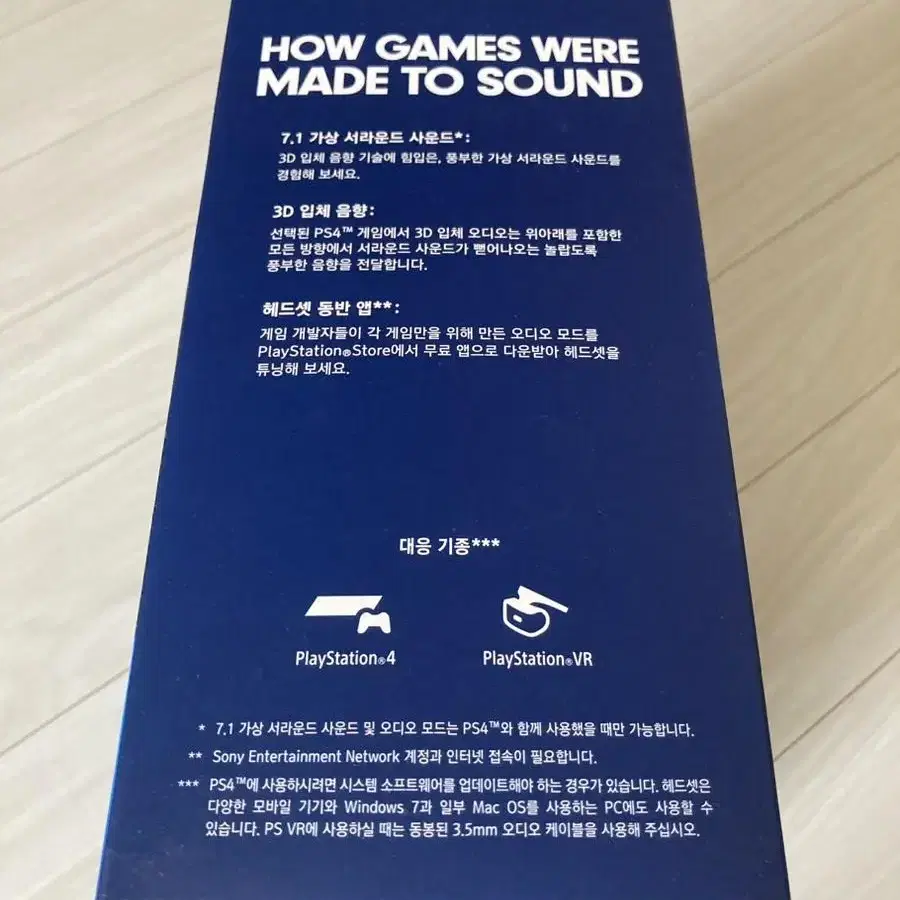 HOW GAMES WERE
MADE TO SOUND
7.1 가상 서라운드 사운드*:
3D 입체 음향 기술에 힘입은, 풍부한 가상 서라운드 사운드를
경험해 보세요.
3D 입체 음향:
선택된 PS4™ 게임에서 3D 입체 오디오는 위아래를 포함한
모든 방향에서 서라운드 사운드가 뻗어나오는 놀랍도록
풍부한 음향을 전달합니다.
헤드셋 동반 앱**:
게임 개발자들이 각 게임만을 위해 만든 오디오 모드를
PlayStation®Store에서 무료 앱으로 다운받아 헤드셋을
튜닝해 보세요.
대응 기종***
PlayStation®4
PlayStation®VR
* 7.1 가상 서라운드 사운드 및 오디오 모드는 PS4™와 함께 사용했을 때만 가능합니다.
** Sony Entertainment Network 계정과 인터넷 접속이 필요합니다.
*** PS4™에 사용하시려면 시스템 소프트웨어를 업데이트해야 하는 경우가 있습니다. 헤드셋은
다양한 모바일 기기와 Windows 7과 일부 Mac OS를 사용하는 PC에도 사용할 수
있습니다. PS VR에 사용하실 때는 동봉된 3.5mm 오디오 케이블을 사용해 주십시오.